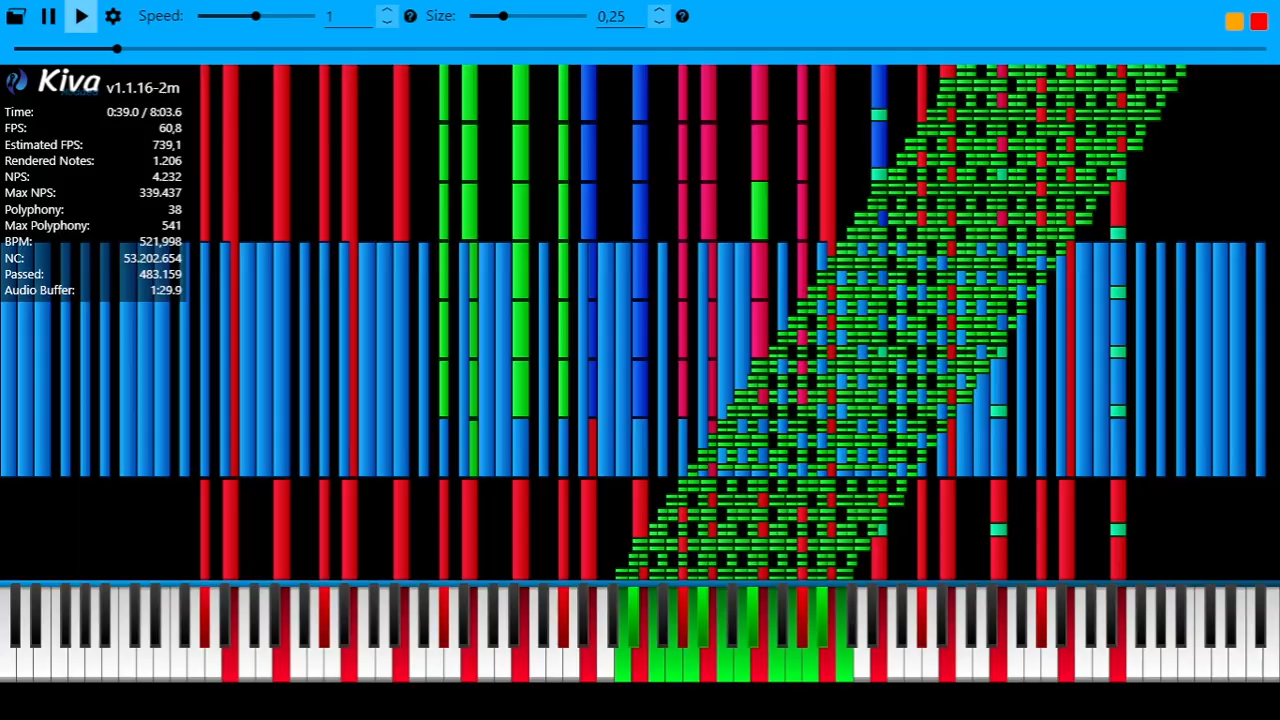 Speed: 1 ? Size: 0,25 ?
Kiva v1.1.16-2m
Time: 0:39.0 / 8:03.6
FPS: 60,8
Estimated FPS: 739,1
Rendered Notes: 1.206
NPS: 4.232
Max NPS: 339.437
Polyphony: 38
Max Polyphony: 541
BPM: 521,998
NC: 53.202.654
Passed: 483.159
Audio Buffer: 1:29.9